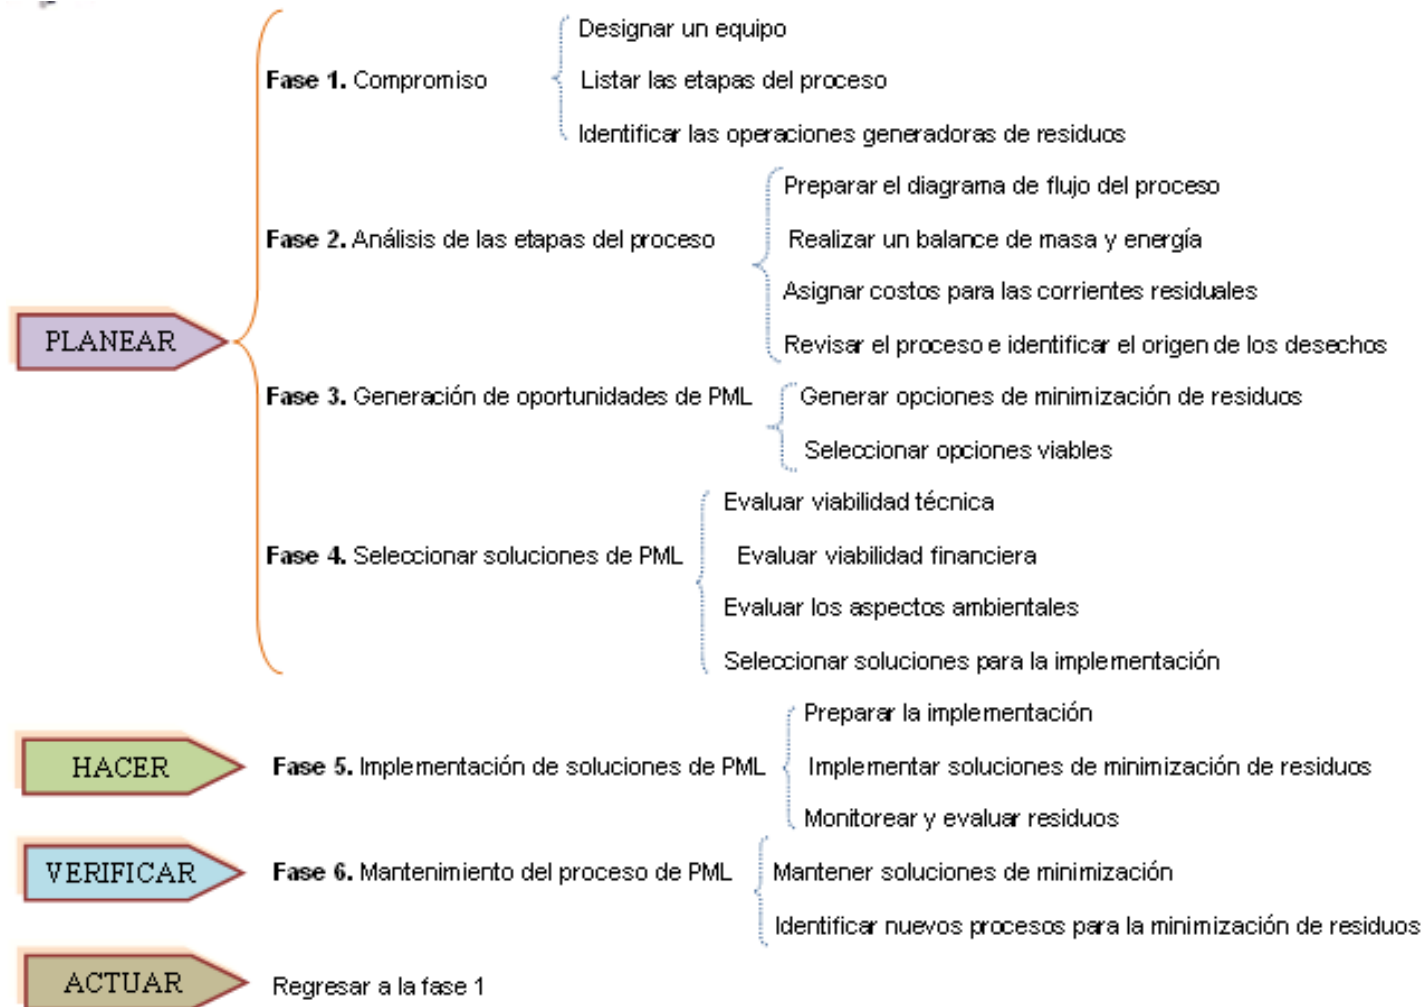 Designar un equipo
Fase 1. Compromiso
Listar las etapas del proceso
Identificar las operaciones generadoras de residuos
Preparar el diagrama de flujo del proceso
Fase 2. Análisis de las etapas del proceso
Realizar un balance de masa y energía
Asignar costos para las corrientes residuales
PLANEAR
Revisar el proceso e identificar el origen de los desechos
Fase 3. Generación de oportunidades de PML
Generar opciones de minimización de residuos
Seleccionar opciones viables
Evaluar viabilidad técnica
Fase 4. Seleccionar soluciones de PML
Evaluar viabilidad financiera
Evaluar los aspectos ambientales
Seleccionar soluciones para la implementación
Preparar la implementación
HACER
Fase 5. Implementación de soluciones de PML
Implementar soluciones de minimización de residuos
Monitorear y evaluar residuos
VERIFICAR
Fase 6. Mantenimiento del proceso de PML
Mantener soluciones de minimización
Identificar nuevos procesos para la minimización de residuos
ACTUAR
Regresar a la fase 1